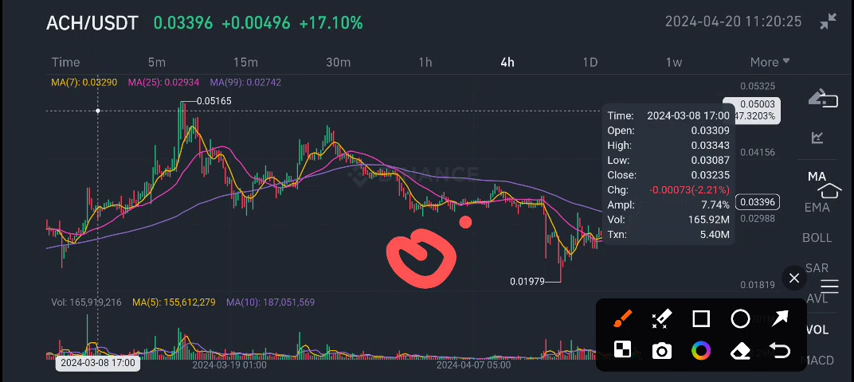 ACH/USDT 0.03396 +0.00496 +17.10% 2024-04-20 11:20:25
Time 5m 15m 30m 1h 4h 1D 1w More
MA(7): 0.03290 MA(25): 0.02934 MA(99): 0.02742
0.05325
0.05003
47.3203%
0.05165
0.04156
0.03396
0.02988
0.01819
0.01979
BINANCE
Time: 2024-03-08 17:00
Open: 0.03309
High: 0.03343
Low: 0.03087
Close: 0.03235
Chg: -0.00073(-2.21%)
Ampl: 7.74%
Vol: 165.92M
Txn: 5.40M
MA
EMA
BOLL
SAR
AVL
VOL
MACD
Vol: 165,919,216 MA(5): 155,612,279 MA(10): 187,051,569
2024-03-08 17:00 2024-03-19 01:00 2024-04-07 05:00